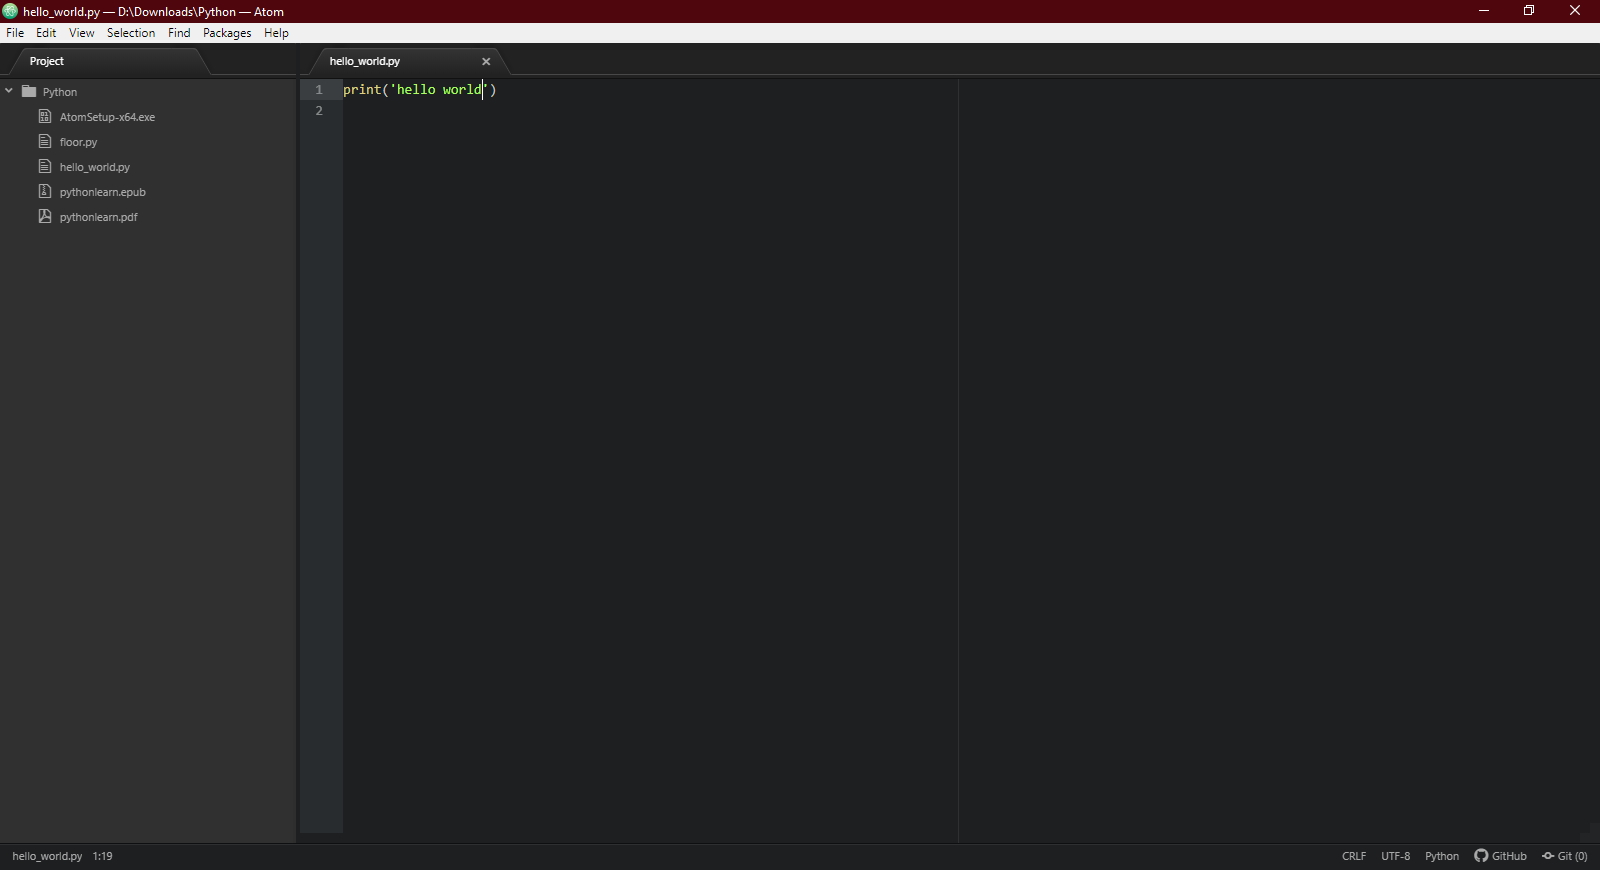 hello_world.py — D:\Downloads\Python — Atom
File Edit View Selection Find Packages Help
Project
hello_world.py
Python
AtomSetup-x64.exe
floor.py
hello_world.py
pythonlearn.epub
pythonlearn.pdf
1 print('hello world')
2
hello_world.py 1:19
CRLF UTF-8 Python GitHub Git (0)